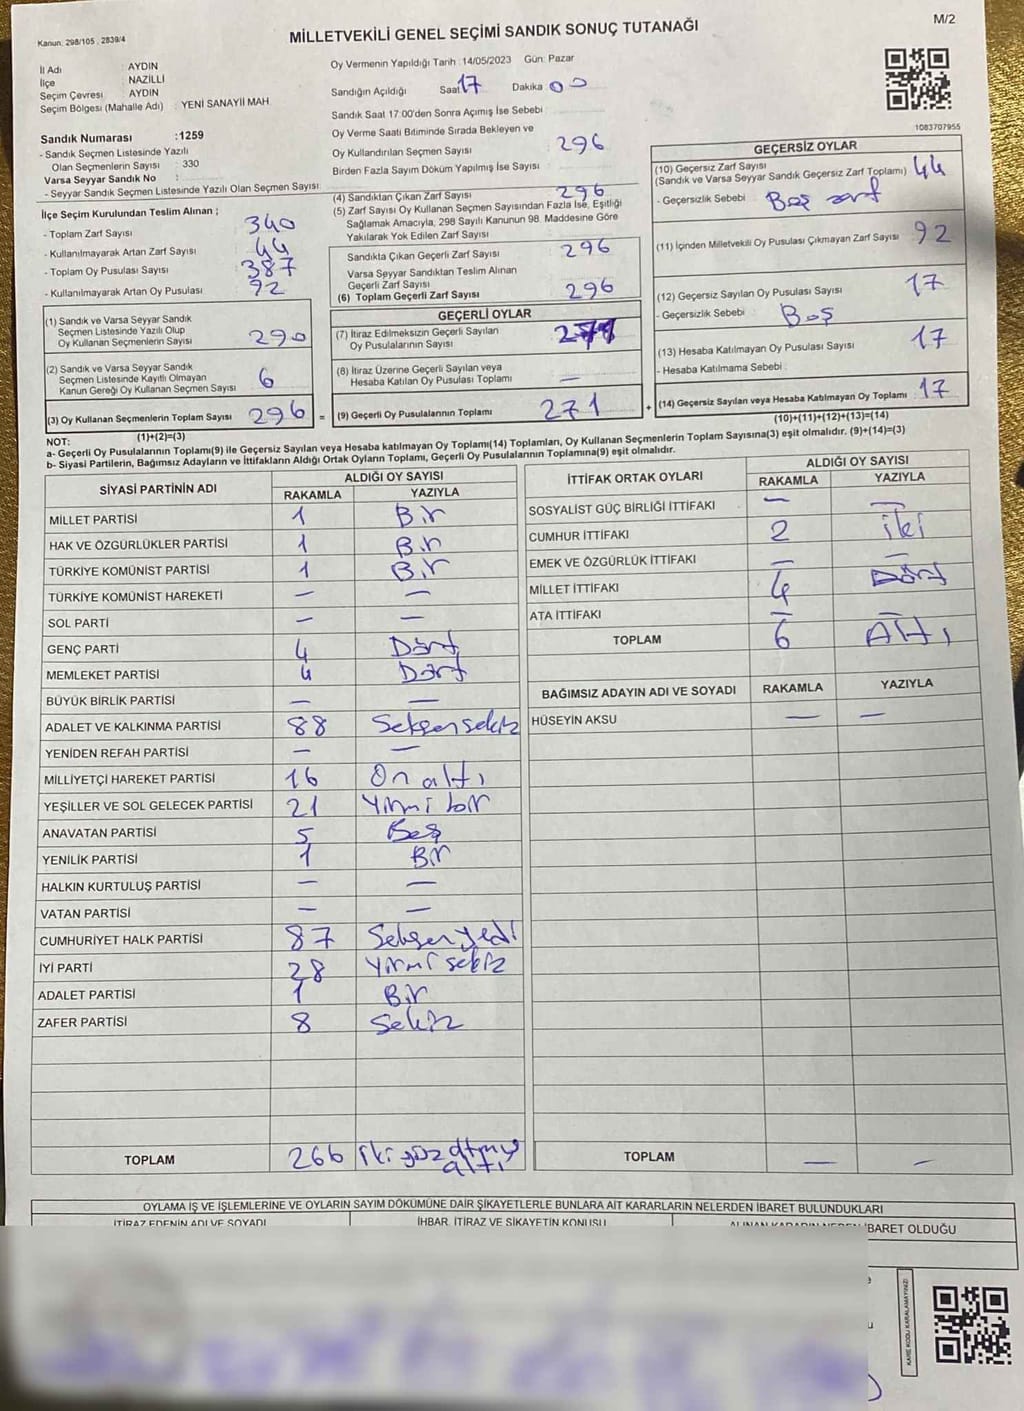 M/2
Kanun: 298/105 , 2839/4
MİLLETVEKİLİ GENEL SEÇİMİ SANDIK SONUÇ TUTANAĞI
İl Adı : AYDIN
İlçe : NAZİLLİ
Seçim Çevresi : AYDIN
Seçim Bölgesi (Mahalle Adı) : YENİ SANAYİİ MAH.
Sandık Numarası :1259
- Sandık Seçmen Listesinde Yazılı
Olan Seçmenlerin Sayısı : 330
Varsa Seyyar Sandık No :
- Seyyar Sandık Seçmen Listesinde Yazılı Olan Seçmen Sayısı:
Oy Vermenin Yapıldığı Tarih :14/05/2023 Gün: Pazar
Sandığın Açıldığı Saat 17 Dakika 00
Sandık Saat 17:00'den Sonra Açımış İse Sebebi :
Oy Verme Saati Bitiminde Sırada Bekleyen ve
Oy Kullandırılan Seçmen Sayısı : 296
Birden Fazla Sayım Döküm Yapılmış İse Sayısı :
1083707955
İlçe Seçim Kurulundan Teslim Alınan ;
- Toplam Zarf Sayısı : 340
- Kullanılmayarak Artan Zarf Sayısı : 44
- Toplam Oy Pusulası Sayısı : 387
- Kullanılmayarak Artan Oy Pusulası : 92
(1) Sandık ve Varsa Seyyar Sandık
Seçmen Listesinde Yazılı Olup
Oy Kullanan Seçmenlerin Sayısı : 290
(2) Sandık ve Varsa Seyyar Sandık
Seçmen Listesinde Kayıtlı Olmayan
Kanun Gereği Oy Kullanan Seçmen Sayısı : 6
(3) Oy Kullanan Seçmenlerin Toplam Sayısı : 296 =
(1)+(2)=(3)
(4) Sandıktan Çıkan Zarf Sayısı : 296
(5) Zarf Sayısı Oy Kullanan Seçmen Sayısından Fazla İse, Eşitliği
Sağlamak Amacıyla, 298 Sayılı Kanunun 98. Maddesine Göre
Yakılarak Yok Edilen Zarf Sayısı :
Sandıkta Çıkan Geçerli Zarf Sayısı : 296
Varsa Seyyar Sandıktan Teslim Alınan
Geçerli Zarf Sayısı :
(6) Toplam Geçerli Zarf Sayısı : 296
GEÇERLİ OYLAR
(7) İtiraz Edilmeksizin Geçerli Sayılan
Oy Pusulalarının Sayısı : 271
(8) İtiraz Üzerine Geçerli Sayılan veya
Hesaba Katılan Oy Pusulası Toplamı : —
(9) Geçerli Oy Pusulalarının Toplamı : 271 +
GEÇERSİZ OYLAR
(10) Geçersiz Zarf Sayısı
(Sandık ve Varsa Seyyar Sandık Geçersiz Zarf Toplamı) : 44
- Geçersizlik Sebebi : Boş zarf
(11) İçinden Milletvekili Oy Pusulası Çıkmayan Zarf Sayısı : 92
(12) Geçersiz Sayılan Oy Pusulası Sayısı : 17
- Geçersizlik Sebebi : Boş
(13) Hesaba Katılmayan Oy Pusulası Sayısı : 17
- Hesaba Katılmama Sebebi :
(14) Geçersiz Sayılan veya Hesaba Katılmayan Oy Toplamı : 17
(10)+(11)+(12)+(13)=(14)
NOT:
a- Geçerli Oy Pusulalarının Toplamı(9) ile Geçersiz Sayılan veya Hesaba katılmayan Oy Toplamı(14) Toplamları, Oy Kullanan Seçmenlerin Toplam Sayısına(3) eşit olmalıdır. (9)+(14)=(3)
b- Siyasi Partilerin, Bağımsız Adayların ve İttifakların Aldığı Ortak Oyların Toplamı, Geçerli Oy Pusulalarının Toplamına(9) eşit olmalıdır.
SİYASİ PARTİNİN ADI ALDIĞI OY SAYISI
RAKAMLA YAZIYLA
MİLLET PARTİSİ 1 Bir
HAK VE ÖZGÜRLÜKLER PARTİSİ 1 Bir
TÜRKİYE KOMÜNİST PARTİSİ 1 Bir
TÜRKİYE KOMÜNİST HAREKETİ — —
SOL PARTİ — —
GENÇ PARTİ 4 Dört
MEMLEKET PARTİSİ 4 Dört
BÜYÜK BİRLİK PARTİSİ — —
ADALET VE KALKINMA PARTİSİ 88 Seksen sekiz
YENİDEN REFAH PARTİSİ — —
MİLLİYETÇİ HAREKET PARTİSİ 16 On altı
YEŞİLLER VE SOL GELECEK PARTİSİ 21 Yirmi bir
ANAVATAN PARTİSİ 5 Beş
YENİLİK PARTİSİ 1 Bir
HALKIN KURTULUŞ PARTİSİ — —
VATAN PARTİSİ — —
CUMHURİYET HALK PARTİSİ 87 Seksen yedi
İYİ PARTİ 28 Yirmi sekiz
ADALET PARTİSİ 1 Bir
ZAFER PARTİSİ 8 Sekiz
TOPLAM 266 iki yüz atmış altı
İTTİFAK ORTAK OYLARI ALDIĞI OY SAYISI
RAKAMLA YAZIYLA
SOSYALİST GÜÇ BİRLİĞİ İTTİFAKI — —
CUMHUR İTTİFAKI 2 iki
EMEK VE ÖZGÜRLÜK İTTİFAKI — —
MİLLET İTTİFAKI 4 Dört
ATA İTTİFAKI — —
TOPLAM 6 Altı
BAĞIMSIZ ADAYIN ADI VE SOYADI RAKAMLA YAZIYLA
HÜSEYİN AKSU — —
TOPLAM — —
OYLAMA İŞ VE İŞLEMLERİNE VE OYLARIN SAYIM DÖKÜMÜNE DAİR ŞİKAYETLERLE BUNLARA AİT KARARLARIN NELERDEN İBARET BULUNDUKLARI
İTİRAZ EDENİN ADI VE SOYADI İHBAR, İTİRAZ VE ŞİKAYETİN KONUSU ALINAN KARARIN NEDEN İBARET OLDUĞU
KARE KODU KARALAMAYINIZ!